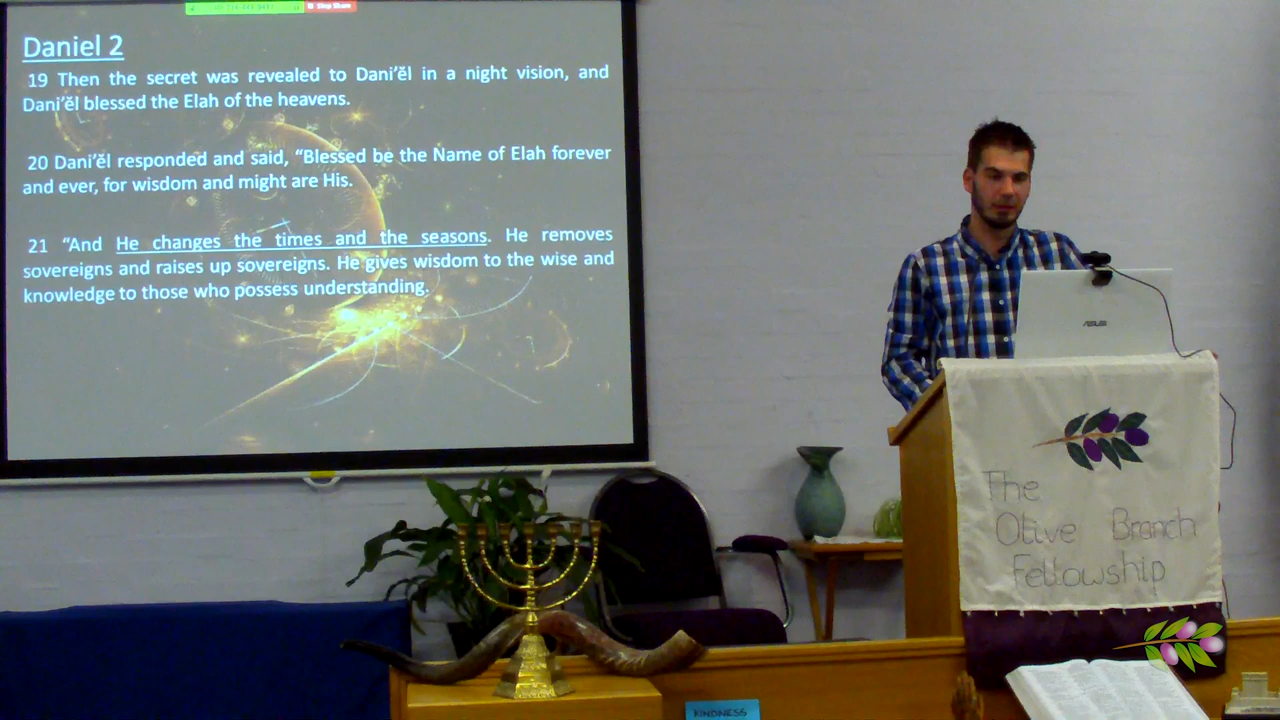 Stop Share
Daniel 2
19 Then the secret was revealed to Dani’ĕl in a night vision, and
Dani’ĕl blessed the Elah of the heavens.
20 Dani’ĕl responded and said, “Blessed be the Name of Elah forever
and ever, for wisdom and might are His.
21 “And He changes the times and the seasons. He removes
sovereigns and raises up sovereigns. He gives wisdom to the wise and
knowledge to those who possess understanding.
ASUS
The
Olive Branch
Fellowship
KINDNESS